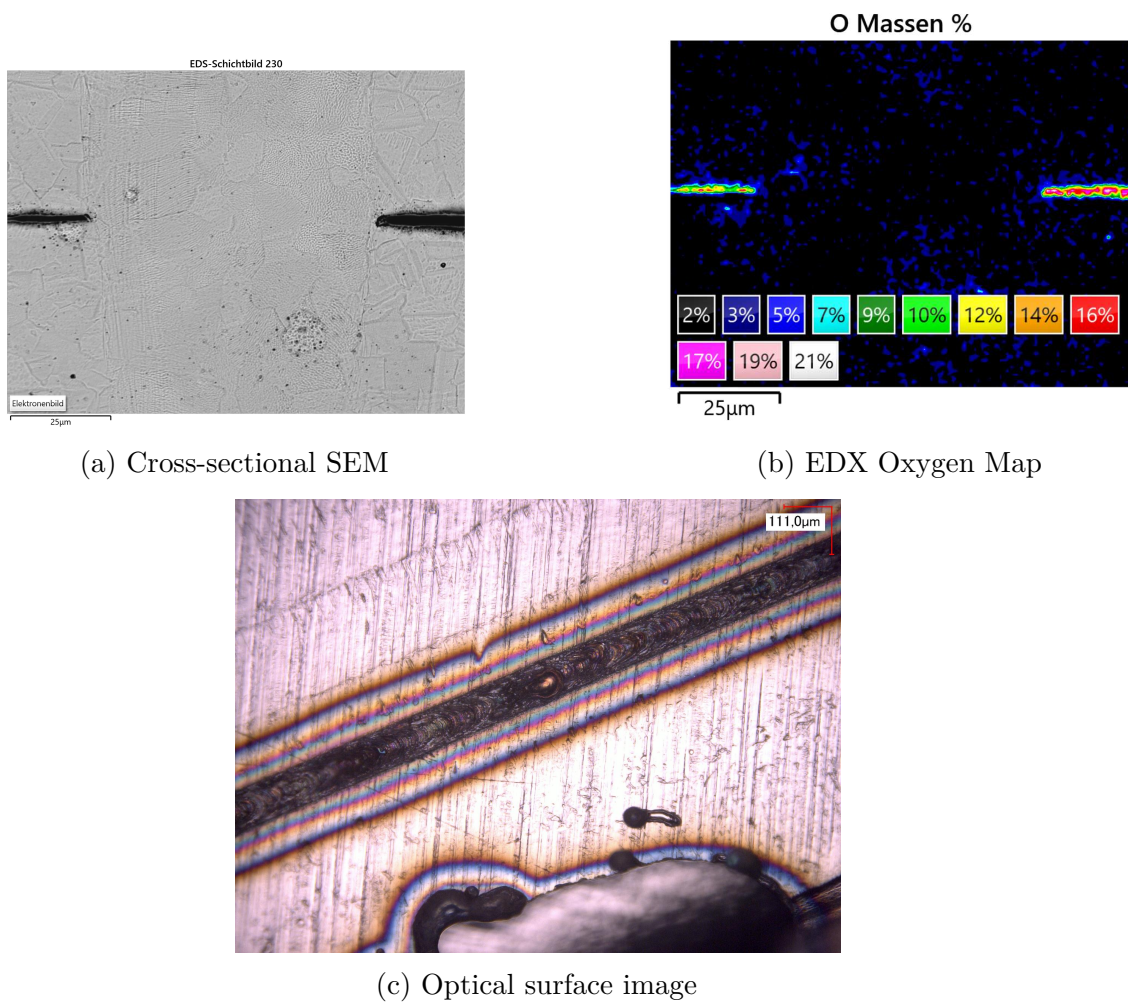 EDS-Schichtbild 230
Elektronenbild
25µm
(a) Cross-sectional SEM
O Massen %
2% 3% 5% 7% 9% 10% 12% 14% 16%
17% 19% 21%
25µm
(b) EDX Oxygen Map
111,0µm
(c) Optical surface image